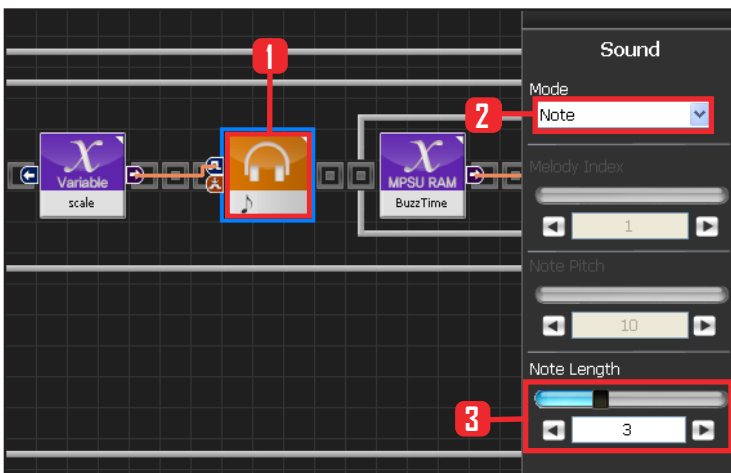 1
Sound
Mode
2
Note
Variable
scale
MPSU RAM
BuzzTime
Melody Index
1
Note Pitch
10
Note Length
3
3